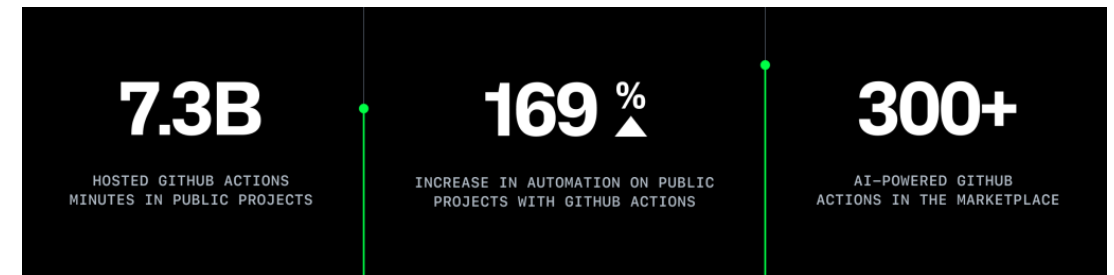 7.3B
HOSTED GITHUB ACTIONS
MINUTES IN PUBLIC PROJECTS
169 %
INCREASE IN AUTOMATION ON PUBLIC
PROJECTS WITH GITHUB ACTIONS
300+
AI-POWERED GITHUB
ACTIONS IN THE MARKETPLACE